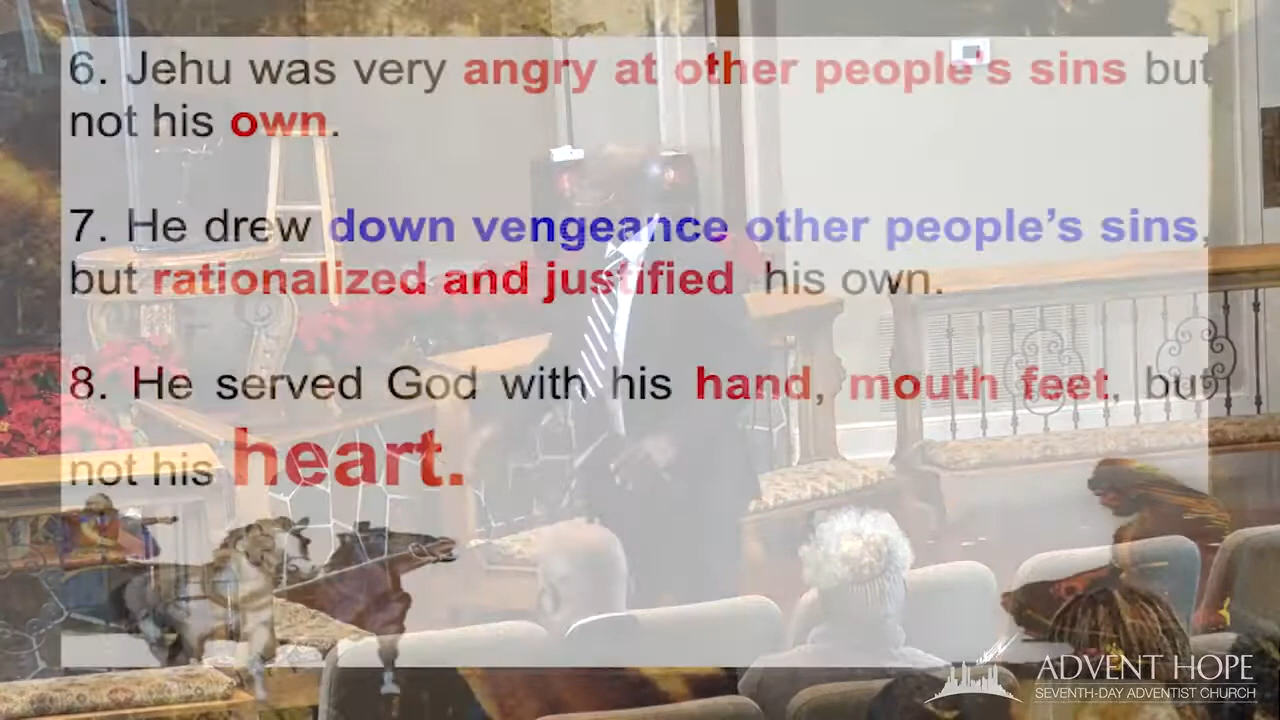 6. Jehu was very angry at other people's sins but
not his own.
7. He drew down vengeance other people’s sins,
but rationalized and justified his own.
8. He served God with his hand, mouth feet, but
not his heart.
ADVENT HOPE
SEVENTH-DAY ADVENTIST CHURCH